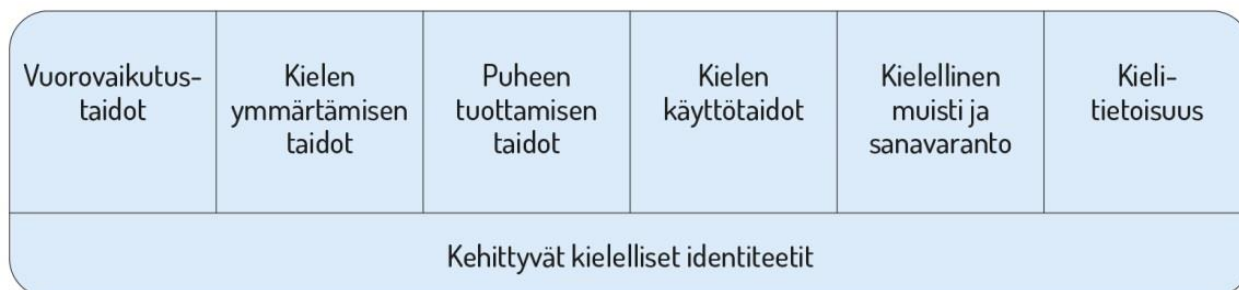 Vuorovaikutus-
taidot
Kielen
ymmärtämisen
taidot
Puheen
tuottamisen
taidot
Kielen
käyttötaidot
Kielellinen
muisti ja
sanavaranto
Kieli-
tietoisuus
Kehittyvät kielelliset identiteetit